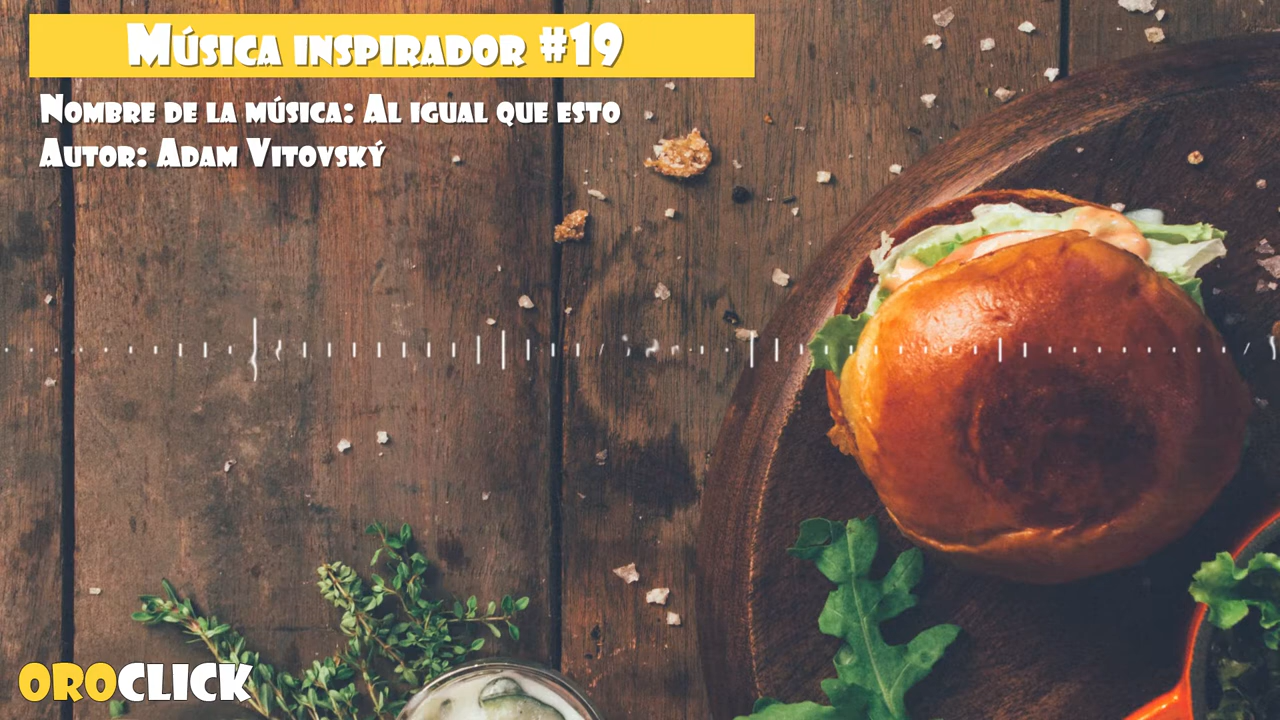 Música inspirador #19
Nombre de la música: Al igual que esto
Autor: Adam Vitovský
OROCLICK